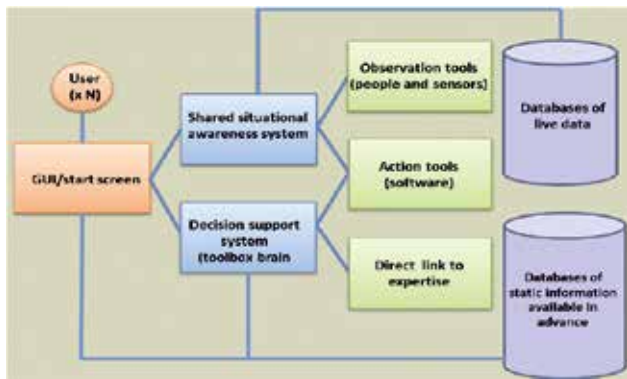 User
(x N)
GUI/start screen
Shared situational
awareness system
Decision support
system
(toolbox brain
Observation tools
(people and sensors)
Action tools
(software)
Direct link to
expertise
Databases of
live data
Databases of
static information
available in
advance